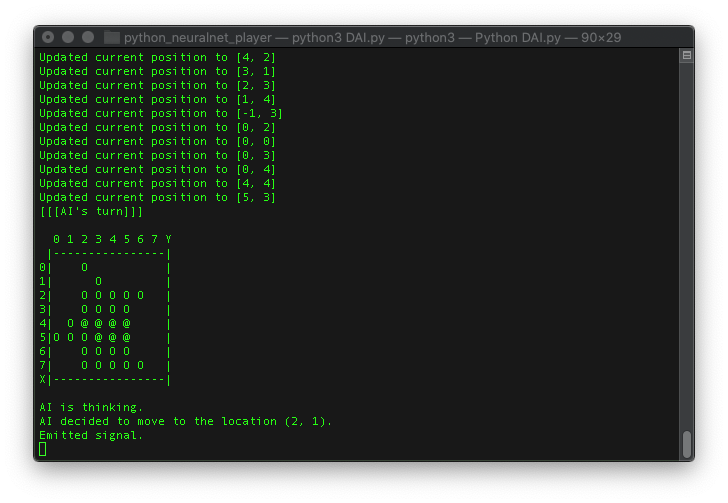 python_neuralnet_player — python3 DAI.py — python3 — Python DAI.py — 90×29
Updated current position to [4, 2]
Updated current position to [3, 1]
Updated current position to [2, 3]
Updated current position to [1, 4]
Updated current position to [-1, 3]
Updated current position to [0, 2]
Updated current position to [0, 0]
Updated current position to [0, 3]
Updated current position to [0, 4]
Updated current position to [4, 4]
Updated current position to [5, 3]
[[[AI's turn]]]
  0 1 2 3 4 5 6 7 Y
 |----------------|
0|    O           |
1|      O         |
2|    O O O O O   |
3|    O O O O     |
4|  O @ @ @ @     |
5|O O O @ @ @     |
6|    O O O O     |
7|    O O O O O   |
X|----------------|
AI is thinking.
AI decided to move to the location (2, 1).
Emitted signal.